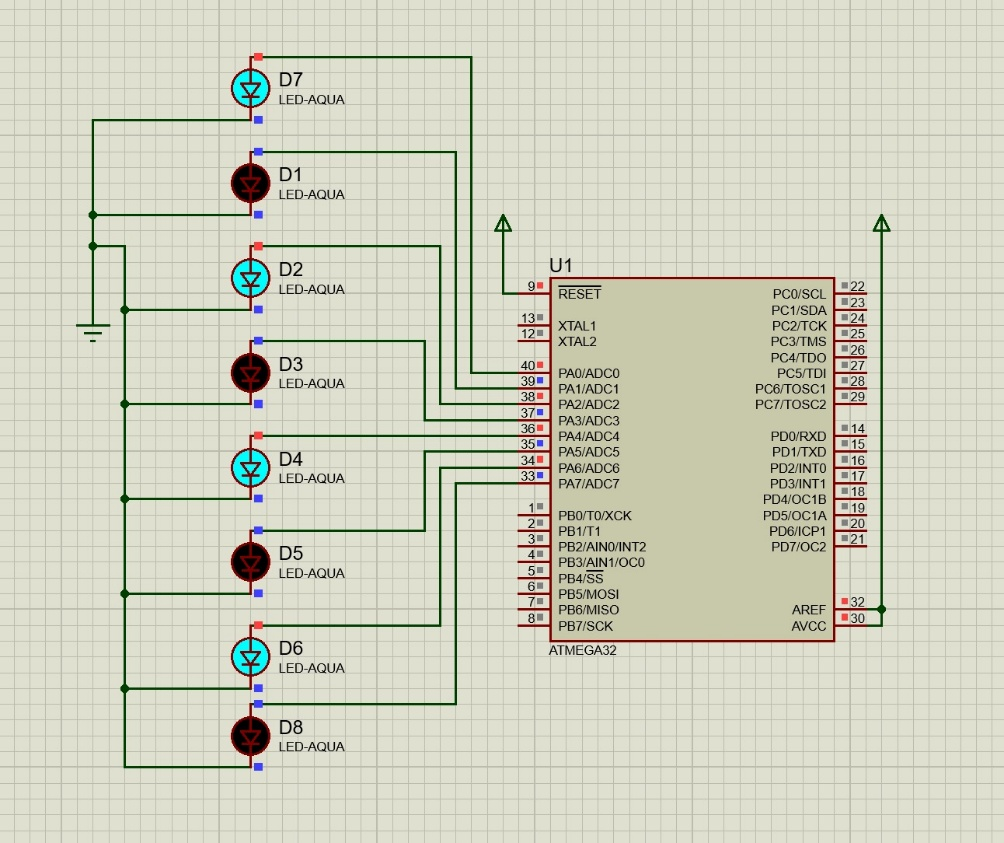 D7
LED-AQUA
D1
LED-AQUA
D2
LED-AQUA
D3
LED-AQUA
D4
LED-AQUA
D5
LED-AQUA
D6
LED-AQUA
D8
LED-AQUA
U1
9 RESET
13 XTAL1
12 XTAL2
40 PA0/ADC0
39 PA1/ADC1
38 PA2/ADC2
37 PA3/ADC3
36 PA4/ADC4
35 PA5/ADC5
34 PA6/ADC6
33 PA7/ADC7
1 PB0/T0/XCK
2 PB1/T1
3 PB2/AIN0/INT2
4 PB3/AIN1/OC0
5 PB4/SS
6 PB5/MOSI
7 PB6/MISO
8 PB7/SCK
PC0/SCL 22
PC1/SDA 23
PC2/TCK 24
PC3/TMS 25
PC4/TDO 26
PC5/TDI 27
PC6/TOSC1 28
PC7/TOSC2 29
PD0/RXD 14
PD1/TXD 15
PD2/INT0 16
PD3/INT1 17
PD4/OC1B 18
PD5/OC1A 19
PD6/ICP1 20
PD7/OC2 21
AREF 32
AVCC 30
ATMEGA32